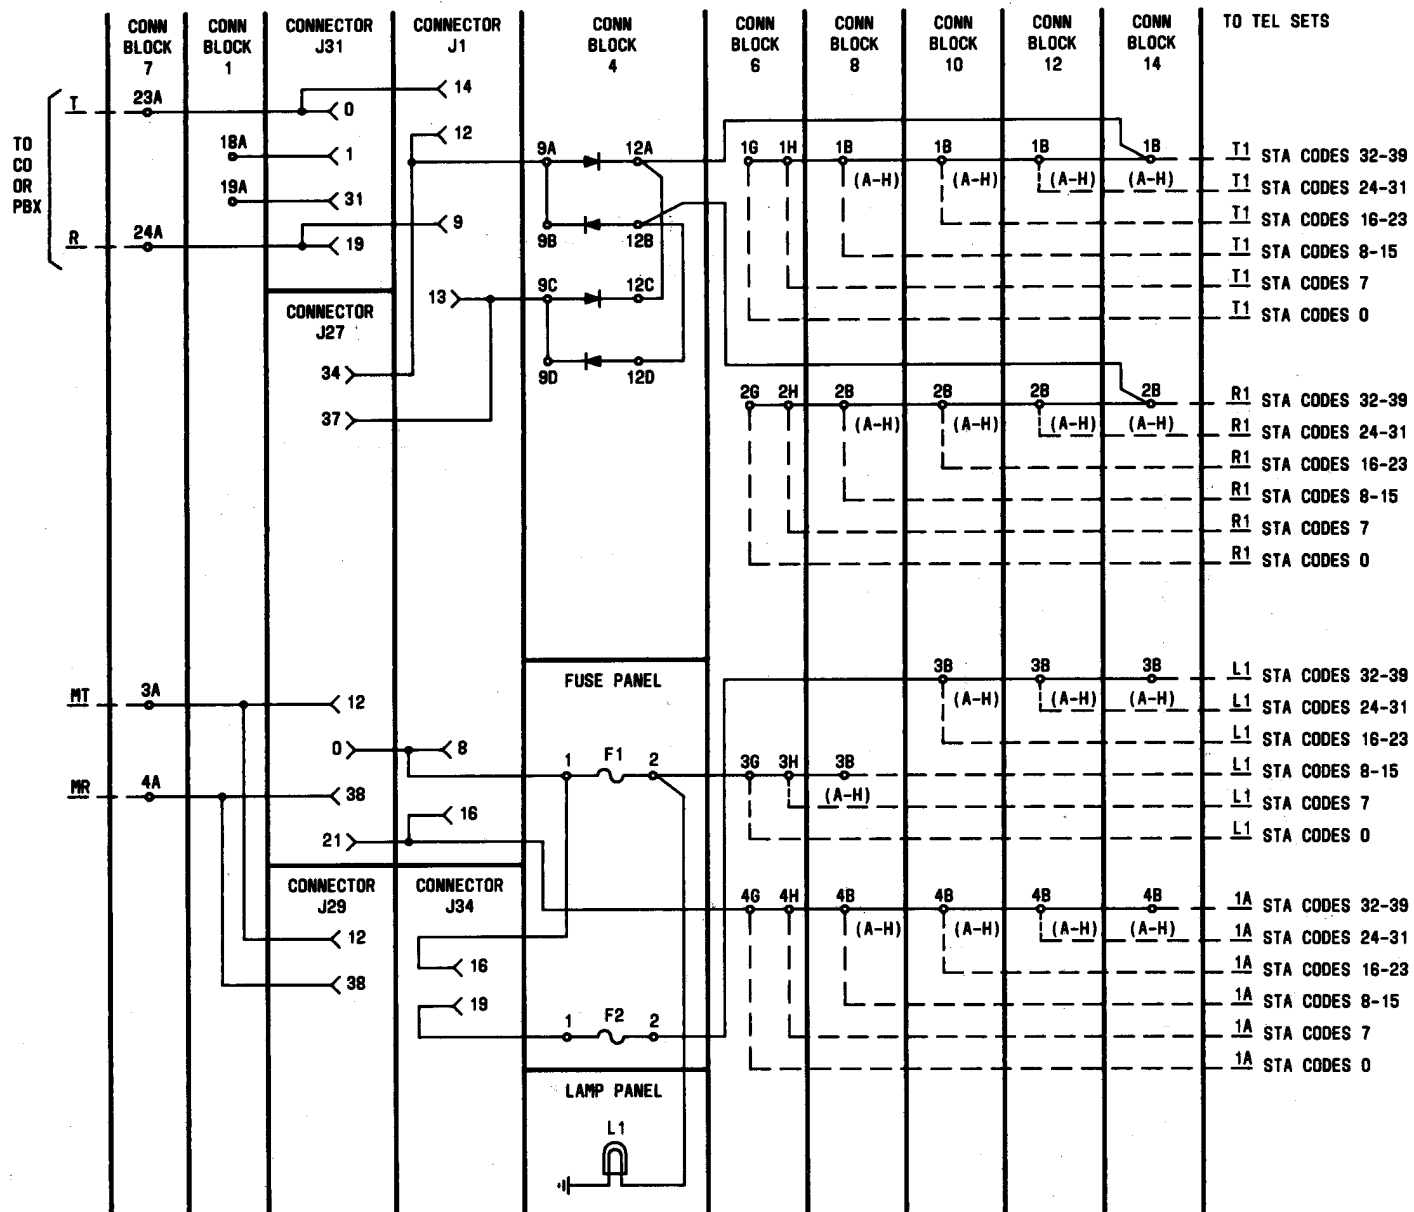 CONN BLOCK 7
CONN BLOCK 1
CONNECTOR J31
CONNECTOR J1
CONN BLOCK 4
CONN BLOCK 6
CONN BLOCK 8
CONN BLOCK 10
CONN BLOCK 12
CONN BLOCK 14
TO TEL SETS
TO CO OR PBX
T 23A 0 14
12
18A 1
19A 31
9
R 24A 19
9A 12A
9B 12B
13 9C 12C
9D 12D
CONNECTOR J27
34
37
1G 1H 1B 1B 1B 1B T1 STA CODES 32-39
(A-H) (A-H) (A-H) (A-H) T1 STA CODES 24-31
T1 STA CODES 16-23
T1 STA CODES 8-15
T1 STA CODES 7
T1 STA CODES 0
2G 2H 2B 2B 2B 2B R1 STA CODES 32-39
(A-H) (A-H) (A-H) (A-H) R1 STA CODES 24-31
R1 STA CODES 16-23
R1 STA CODES 8-15
R1 STA CODES 7
R1 STA CODES 0
FUSE PANEL
MT 3A 12
0 8
MR 4A 38
16
21
1 F1 2
3B 3B 3B L1 STA CODES 32-39
(A-H) (A-H) (A-H) L1 STA CODES 24-31
L1 STA CODES 16-23
3G 3H 3B L1 STA CODES 8-15
(A-H) L1 STA CODES 7
L1 STA CODES 0
CONNECTOR J29
CONNECTOR J34
12
38
16
19
1 F2 2
4G 4H 4B 4B 4B 4B 1A STA CODES 32-39
(A-H) (A-H) (A-H) (A-H) 1A STA CODES 24-31
1A STA CODES 16-23
1A STA CODES 8-15
1A STA CODES 7
1A STA CODES 0
LAMP PANEL
L1